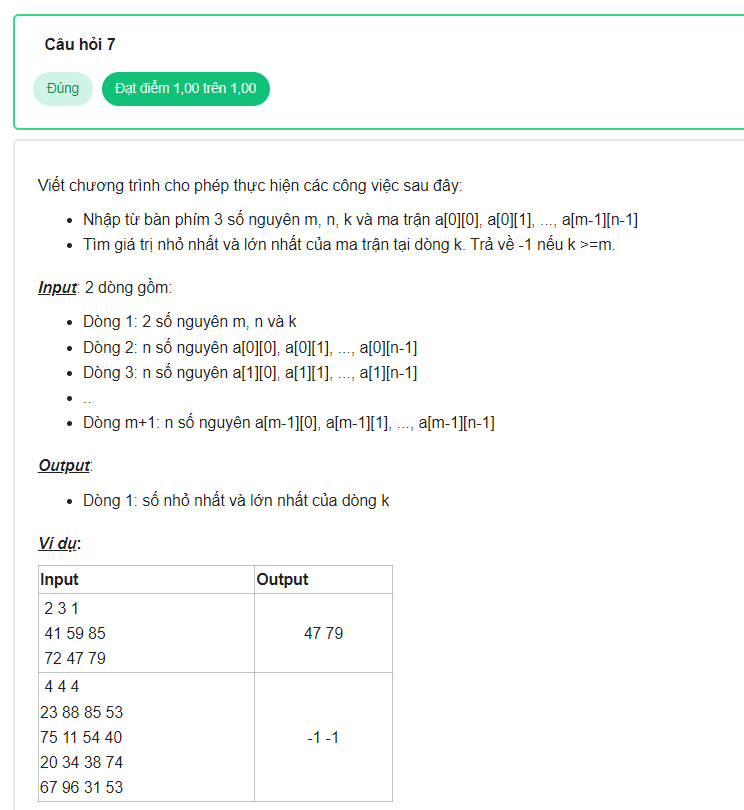 Câu hỏi 7
Đúng
Đạt điểm 1,00 trên 1,00
Viết chương trình cho phép thực hiện các công việc sau đây:
• Nhập từ bàn phím 3 số nguyên m, n, k và ma trận a[0][0], a[0][1], ..., a[m-1][n-1]
• Tìm giá trị nhỏ nhất và lớn nhất của ma trận tại dòng k. Trả về -1 nếu k >=m.
Input: 2 dòng gồm:
• Dòng 1: 2 số nguyên m, n và k
• Dòng 2: n số nguyên a[0][0], a[0][1], ..., a[0][n-1]
• Dòng 3: n số nguyên a[1][0], a[1][1], ..., a[1][n-1]
• ..
• Dòng m+1: n số nguyên a[m-1][0], a[m-1][1], ..., a[m-1][n-1]
Output:
• Dòng 1: số nhỏ nhất và lớn nhất của dòng k
Ví dụ:
Input Output
2 3 1
41 59 85
72 47 79
47 79
4 4 4
23 88 85 53
75 11 54 40
20 34 38 74
67 96 31 53
-1 -1